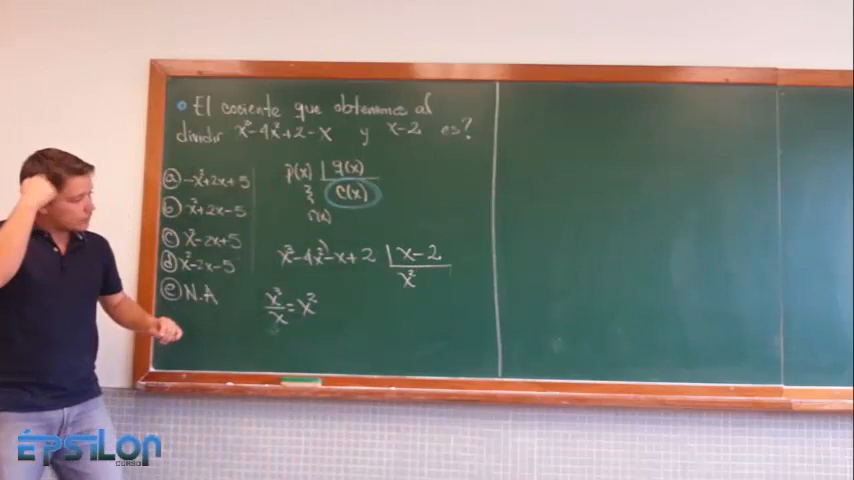 • El cociente que obtenemos al
dividir x³-4x²+2-x y x-2 es?
a) -x²+2x+5
b) x²+2x-5
c) x²-2x+5
d) x²-2x-5
e) N.A
p(x) | q(x)
C(x)
r(x)
x³-4x²-x+2 | x-2
x²
x³/x = x²
ÉPSILON
CURSO